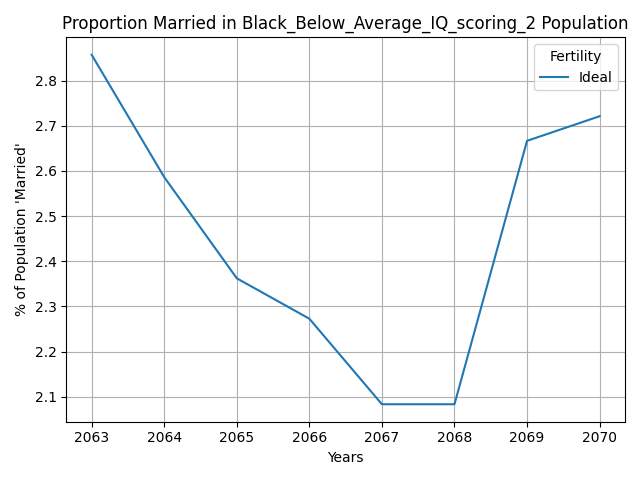 Proportion Married in Black_Below_Average_IQ_scoring_2 Population
% of Population 'Married'
2.8
2.7
2.6
2.5
2.4
2.3
2.2
2.1
Fertility
Ideal
2063 2064 2065 2066 2067 2068 2069 2070
Years